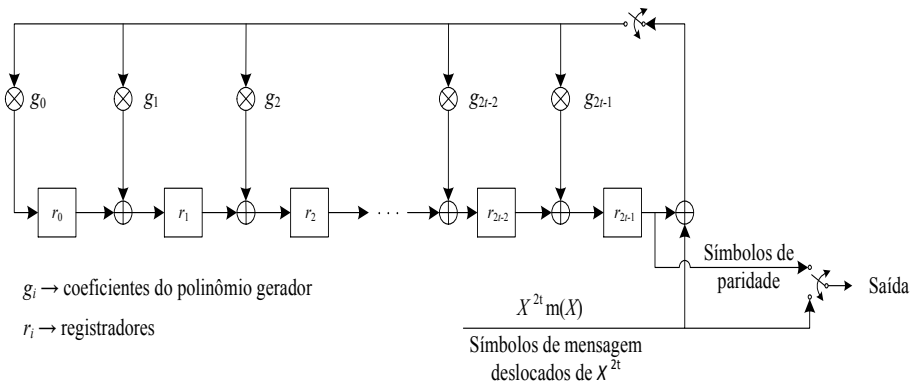 g₀ g₁ g₂ g₂ₜ₋₂ g₂ₜ₋₁
r₀ r₁ r₂ · · · r₂ₜ₋₂ r₂ₜ₋₁
Símbolos de
paridade
Saída
gᵢ → coeficientes do polinômio gerador
rᵢ → registradores
X²ᵗ m(X)
Símbolos de mensagem
deslocados de X²ᵗ